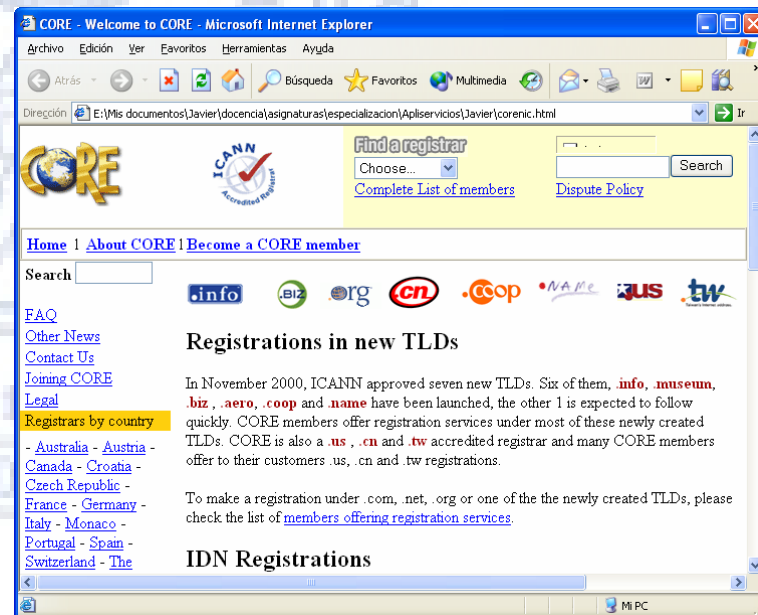 CORE - Welcome to CORE - Microsoft Internet Explorer
Archivo Edición Ver Favoritos Herramientas Ayuda
Atrás Búsqueda Favoritos Multimedia
Dirección E:\Mis documentos\Javier\docencia\asignaturas\especializacion\Apliservicios\Javier\corenic.html Ir
CORE
ICANN
Accredited Registrar
Find a registrar
Choose...
Search
Complete List of members Dispute Policy
Home l About CORE l Become a CORE member
Search
.info .BIZ .org .cn .coop .NAME .us .tw
FAQ
Other News
Contact Us
Joining CORE
Legal
Registrars by country
- Australia - Austria -
Canada - Croatia -
Czech Republic -
France - Germany -
Italy - Monaco -
Portugal - Spain -
Switzerland - The
Registrations in new TLDs
In November 2000, ICANN approved seven new TLDs. Six of them, .info, .museum,
.biz , .aero, .coop and .name have been launched, the other 1 is expected to follow
quickly. CORE members offer registration services under most of these newly created
TLDs. CORE is also a .us , .cn and .tw accredited registrar and many CORE members
offer to their customers .us, .cn and .tw registrations.
To make a registration under .com, .net, .org or one of the the newly created TLDs, please
check the list of members offering registration services.
IDN Registrations
Mi PC